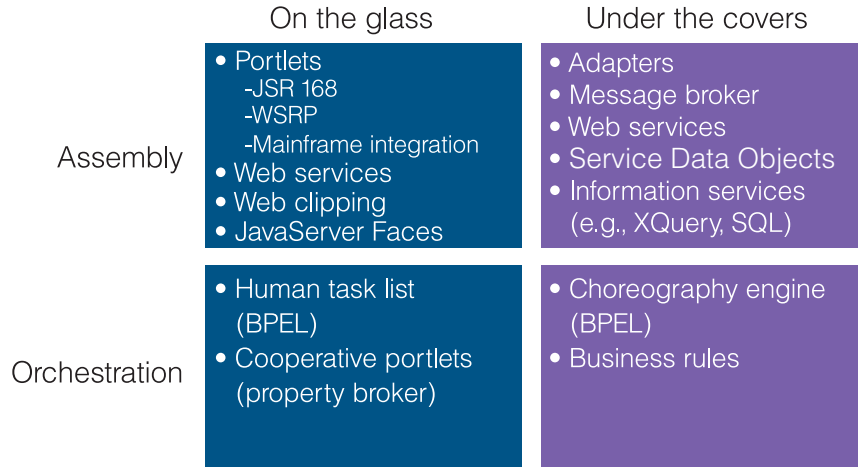 On the glass
Under the covers
Assembly
• Portlets
-JSR 168
-WSRP
-Mainframe integration
• Web services
• Web clipping
• JavaServer Faces
• Adapters
• Message broker
• Web services
• Service Data Objects
• Information services
(e.g., XQuery, SQL)
Orchestration
• Human task list
(BPEL)
• Cooperative portlets
(property broker)
• Choreography engine
(BPEL)
• Business rules